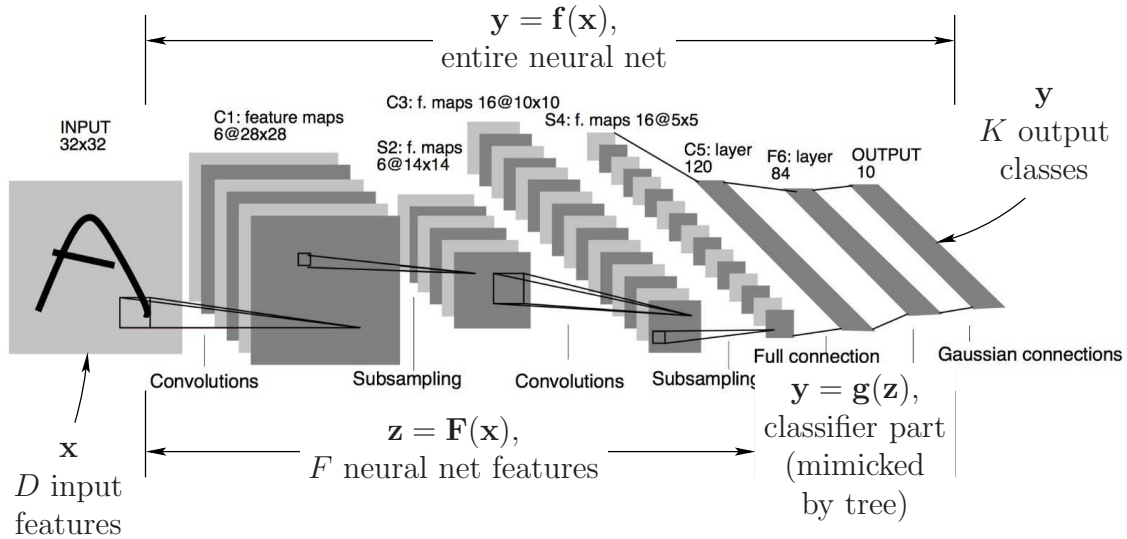 y = f(x),
entire neural net
INPUT
32x32
C1: feature maps
6@28x28
S2: f. maps
6@14x14
C3: f. maps 16@10x10
S4: f. maps 16@5x5
C5: layer
120
F6: layer
84
OUTPUT
10
y
K output
classes
Convolutions
Subsampling
Convolutions
Subsampling
Full connection
Gaussian connections
x
D input
features
z = F(x),
F neural net features
y = g(z),
classifier part
(mimicked
by tree)